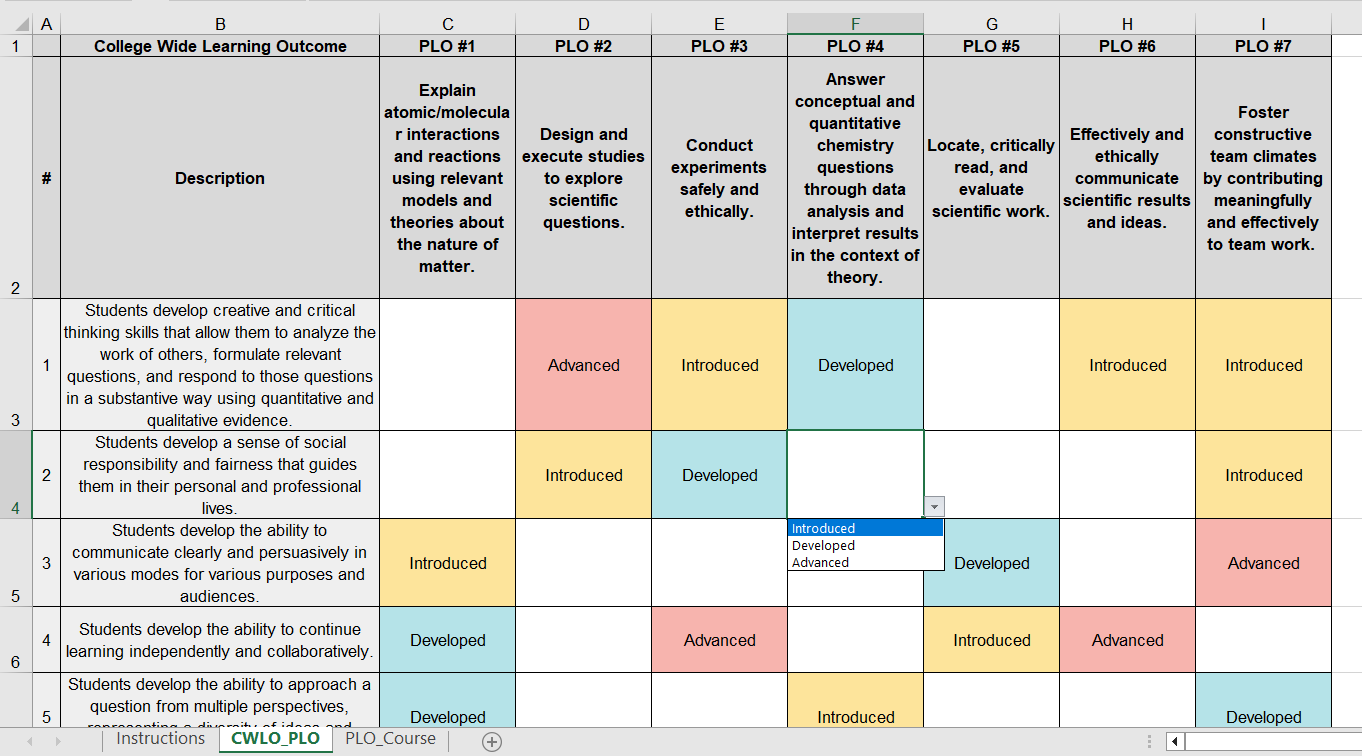 A B C D E F G H I
1 College Wide Learning Outcome PLO #1 PLO #2 PLO #3 PLO #4 PLO #5 PLO #6 PLO #7
2
#
Description
Explain
atomic/molecula
r interactions
and reactions
using relevant
models and
theories about
the nature of
matter.
Design and
execute studies
to explore
scientific
questions.
Conduct
experiments
safely and
ethically.
Answer
conceptual and
quantitative
chemistry
questions
through data
analysis and
interpret results
in the context of
theory.
Locate, critically
read, and
evaluate
scientific work.
Effectively and
ethically
communicate
scientific results
and ideas.
Foster
constructive
team climates
by contributing
meaningfully
and effectively
to team work.
3
1
Students develop creative and critical
thinking skills that allow them to analyze the
work of others, formulate relevant
questions, and respond to those questions
in a substantive way using quantitative and
qualitative evidence.
Advanced Introduced Developed Introduced Introduced
4
2
Students develop a sense of social
responsibility and fairness that guides
them in their personal and professional
lives.
Introduced Developed Introduced
Introduced
Developed
Advanced
5
3
Students develop the ability to
communicate clearly and persuasively in
various modes for various purposes and
audiences.
Introduced Developed Advanced
6
4
Students develop the ability to continue
learning independently and collaboratively.
Developed Advanced Introduced Advanced
5
Students develop the ability to approach a
question from multiple perspectives,
representing a diversity of ideas and
Developed Introduced Developed
Instructions CWLO_PLO PLO_Course